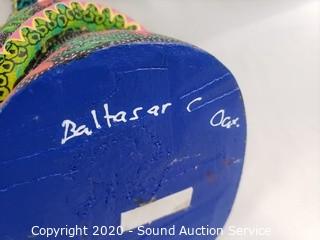 Baltasar C Oax.
Copyright 2020 - Sound Auction Service